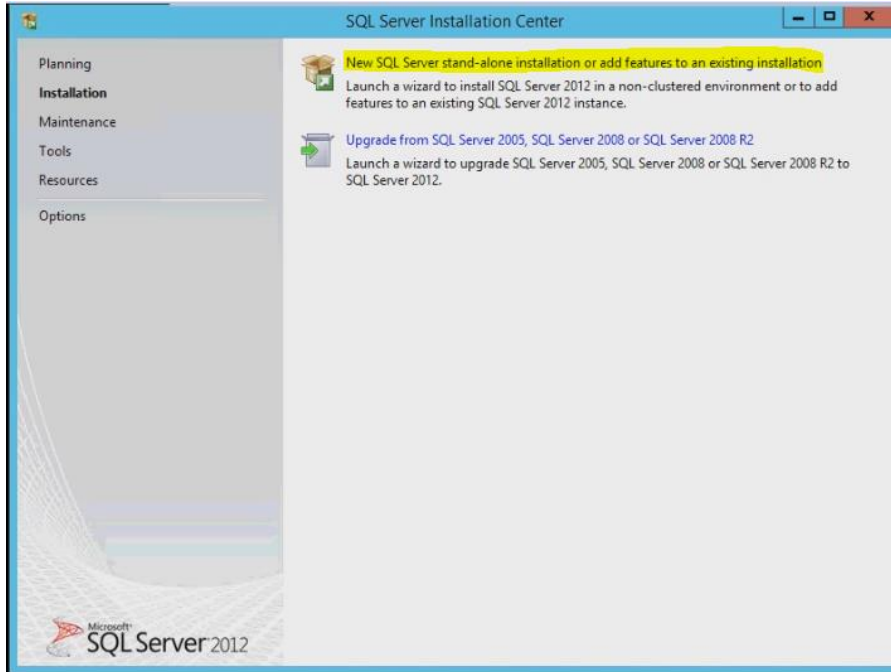 SQL Server Installation Center
Planning
Installation
Maintenance
Tools
Resources
Options
New SQL Server stand-alone installation or add features to an existing installation
Launch a wizard to install SQL Server 2012 in a non-clustered environment or to add
features to an existing SQL Server 2012 instance.
Upgrade from SQL Server 2005, SQL Server 2008 or SQL Server 2008 R2
Launch a wizard to upgrade SQL Server 2005, SQL Server 2008 or SQL Server 2008 R2 to
SQL Server 2012.
Microsoft
SQL Server 2012